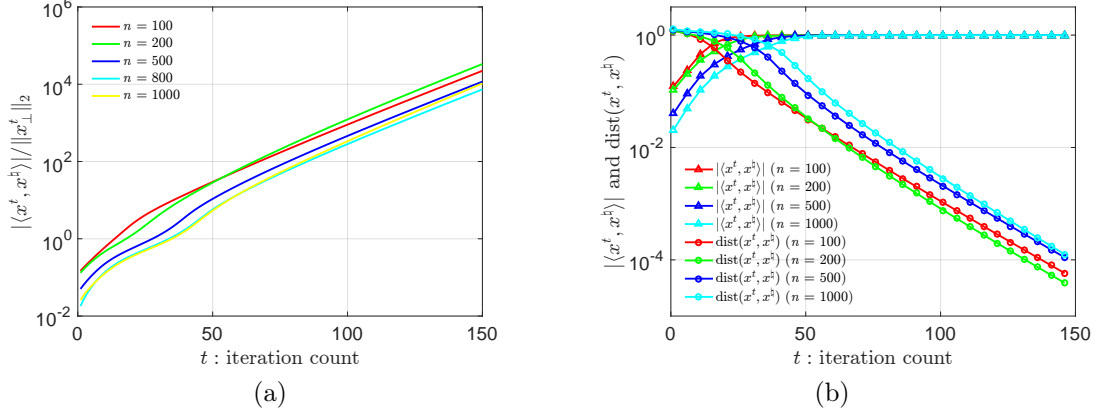 10^6
10^4
10^2
10^0
10^{-2}
|⟨x^t, x^♮⟩|/∥x^t_⊥∥_2
n = 100
n = 200
n = 500
n = 800
n = 1000
0 50 100 150
t : iteration count
(a)
10^0
10^{-2}
10^{-4}
|⟨x^t, x^♮⟩| and dist(x^t, x^♮)
|⟨x^t, x^♮⟩| (n = 100)
|⟨x^t, x^♮⟩| (n = 200)
|⟨x^t, x^♮⟩| (n = 500)
|⟨x^t, x^♮⟩| (n = 1000)
dist(x^t, x^♮) (n = 100)
dist(x^t, x^♮) (n = 200)
dist(x^t, x^♮) (n = 500)
dist(x^t, x^♮) (n = 1000)
0 50 100 150
t : iteration count
(b)